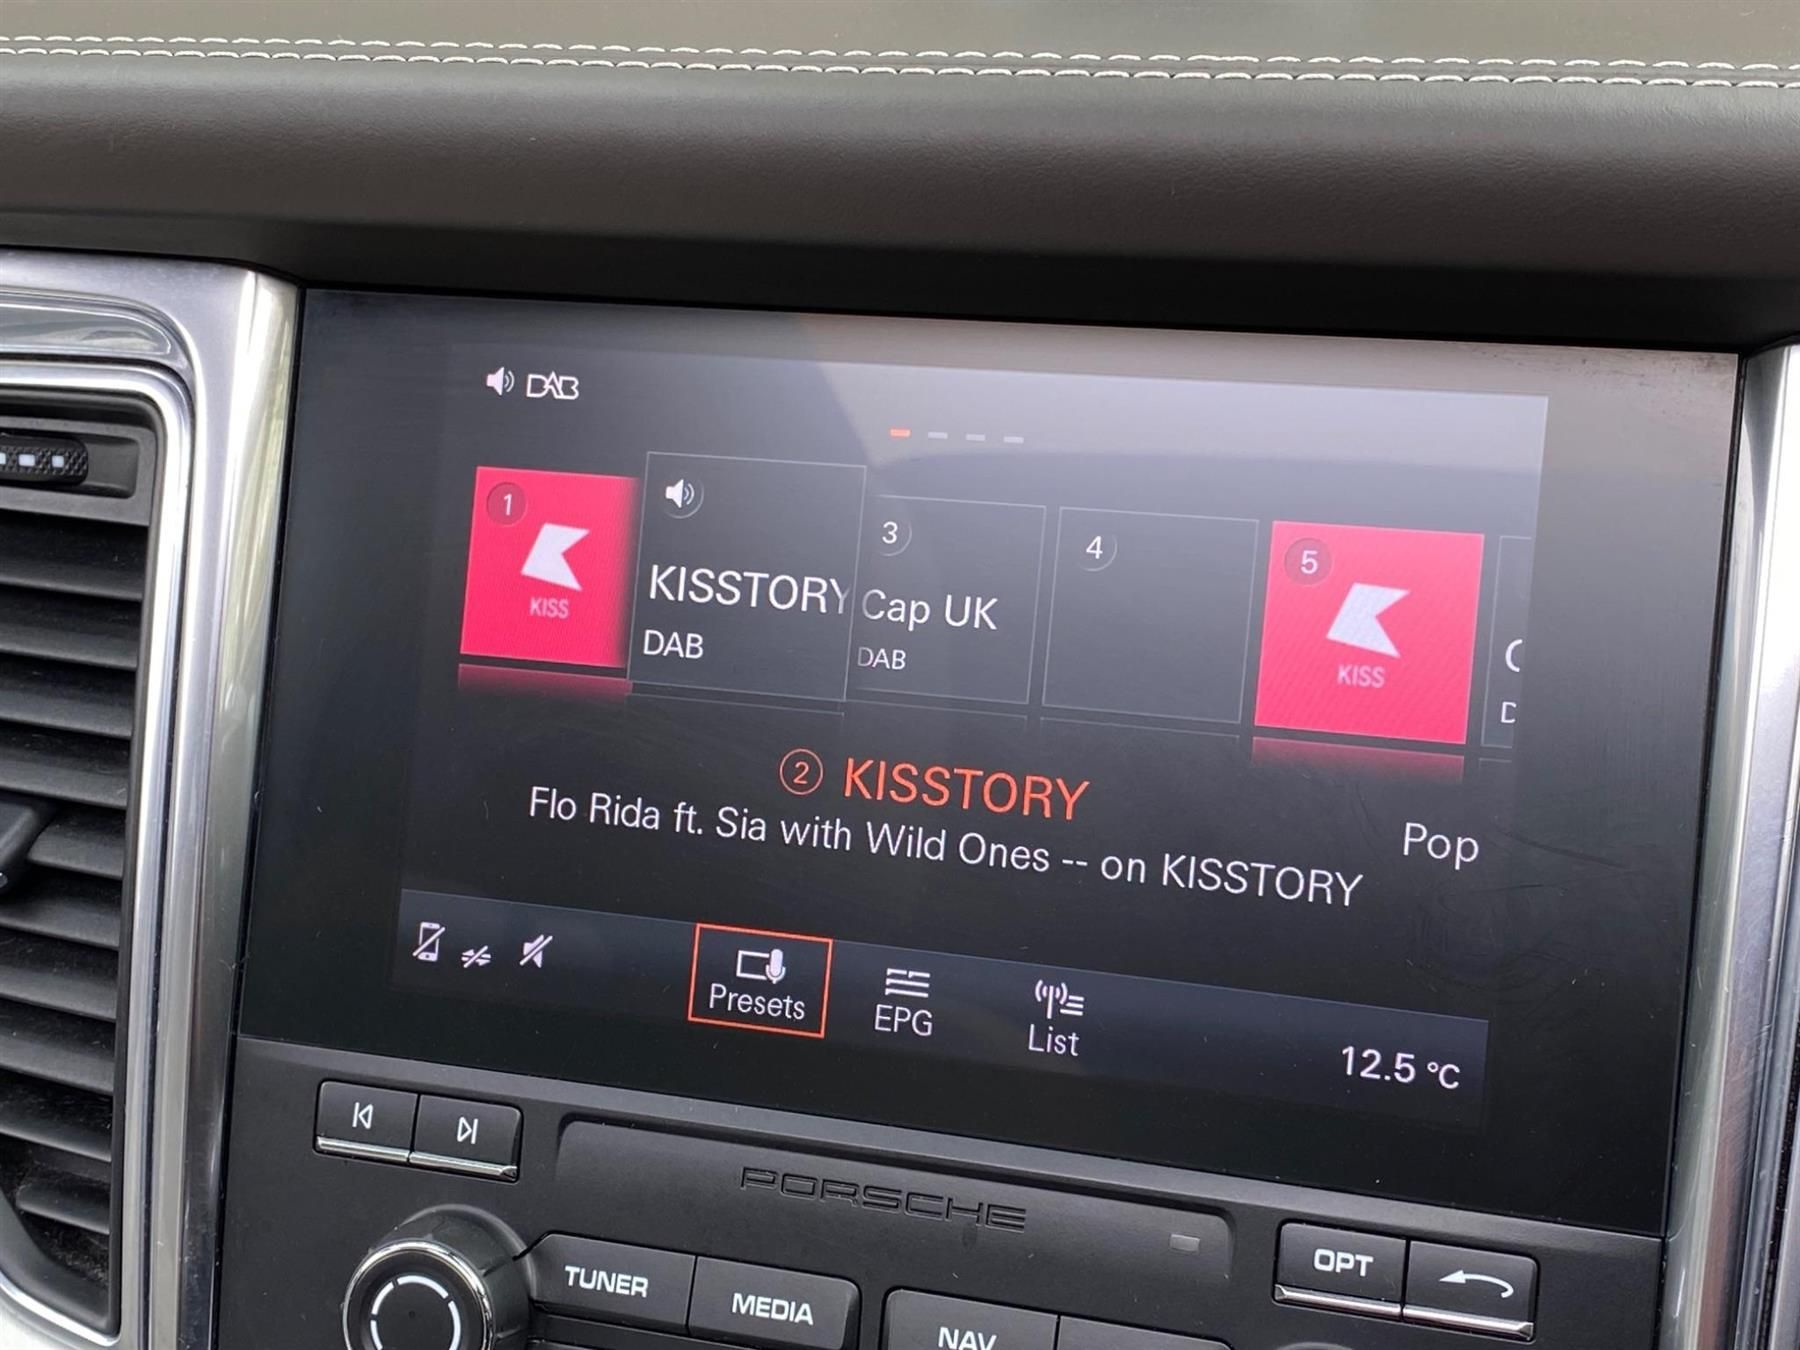 DAB
1
KISS
KISSTORY
DAB
3
Cap UK
DAB
4
5
KISS
2 KISSTORY
Flo Rida ft. Sia with Wild Ones -- on KISSTORY
Pop
Presets
EPG
List
12.5 °C
PORSCHE
TUNER
MEDIA
NAV
OPT